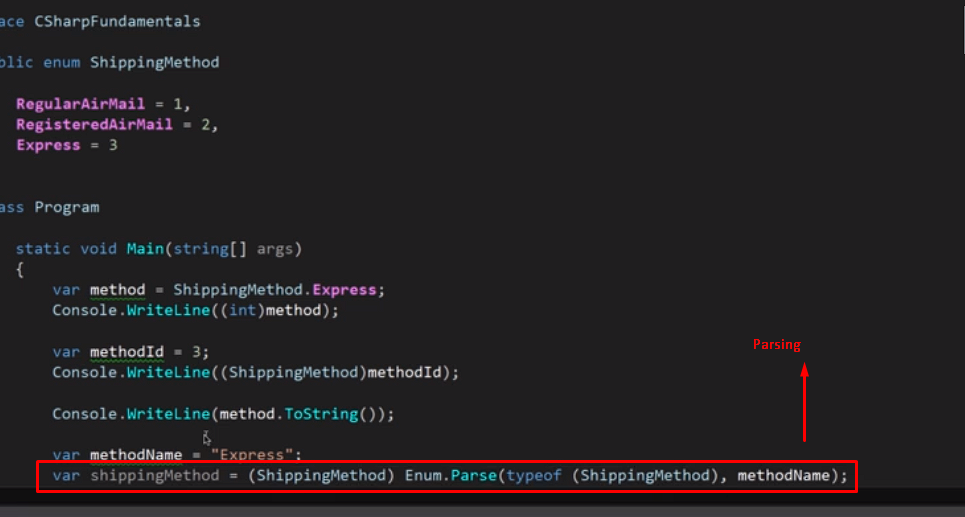 ace CSharpFundamentals
blic enum ShippingMethod
RegularAirMail = 1,
RegisteredAirMail = 2,
Express = 3
ass Program
static void Main(string[] args)
{
var method = ShippingMethod.Express;
Console.WriteLine((int)method);
var methodId = 3;
Console.WriteLine((ShippingMethod)methodId);
Parsing
Console.WriteLine(method.ToString());
var methodName = "Express";
var shippingMethod = (ShippingMethod) Enum.Parse(typeof (ShippingMethod), methodName);